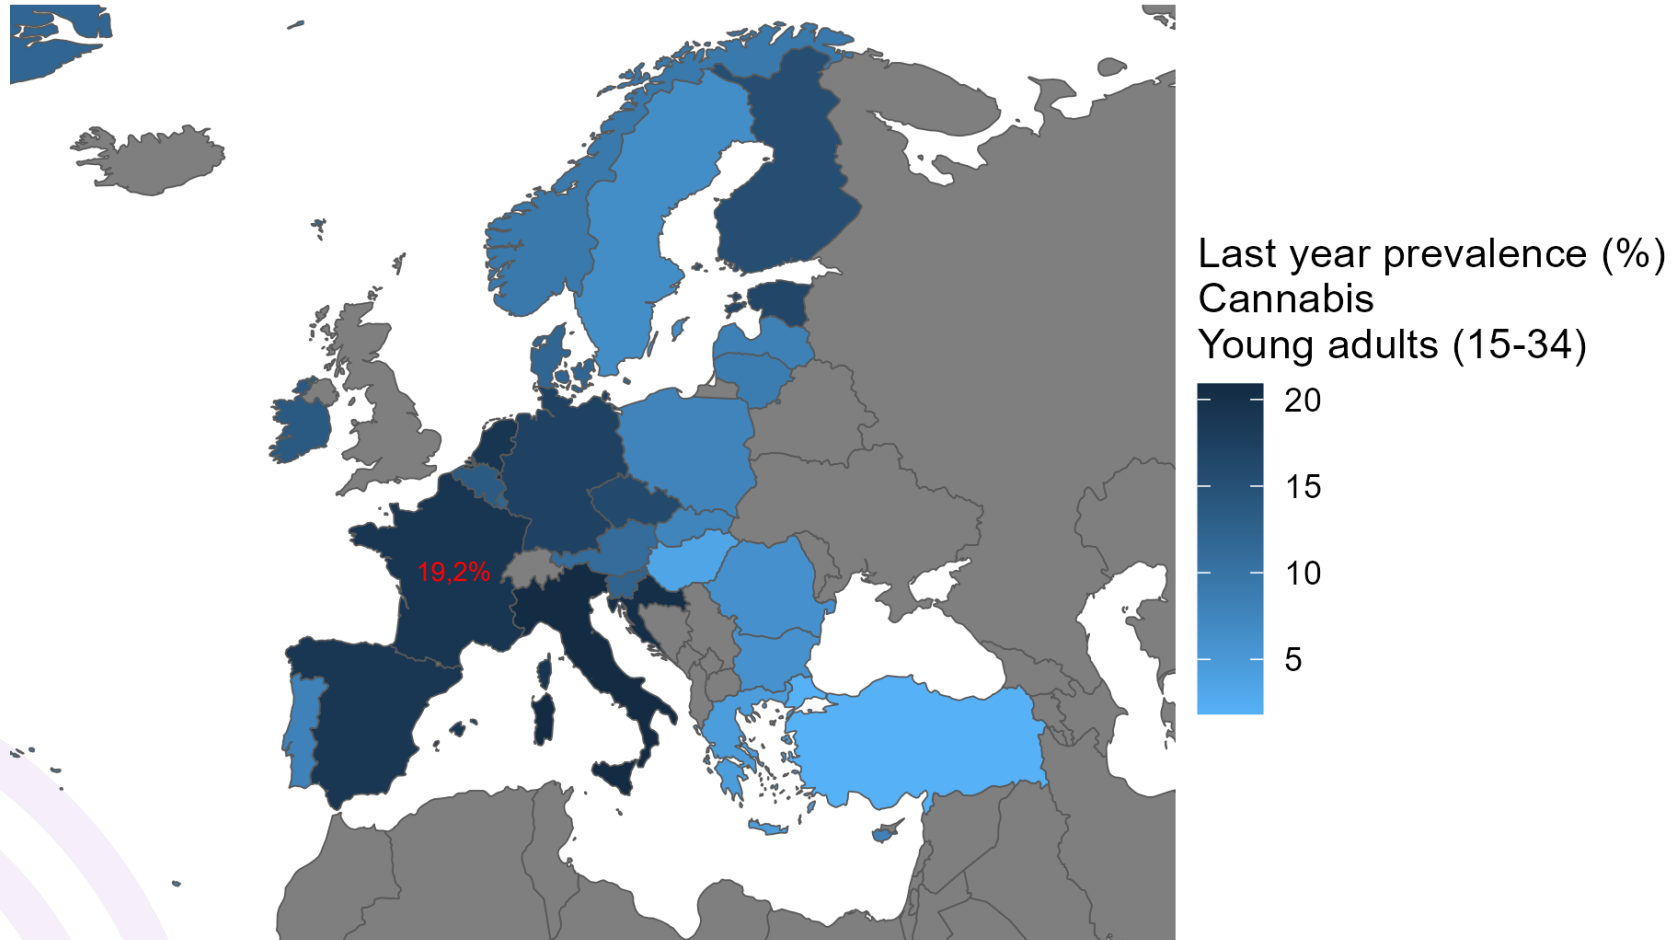 Last year prevalence (%)
Cannabis
Young adults (15-34)
20
15
10
5
19,2%